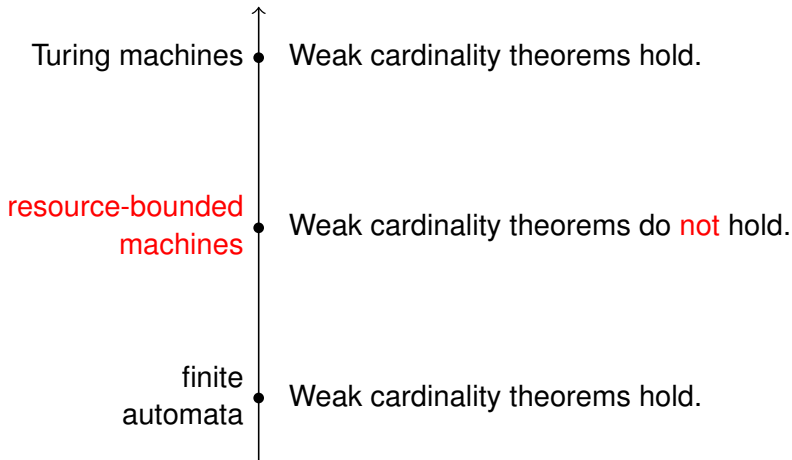 Turing machines
Weak cardinality theorems hold.
resource-bounded
machines
Weak cardinality theorems do not hold.
finite
automata
Weak cardinality theorems hold.